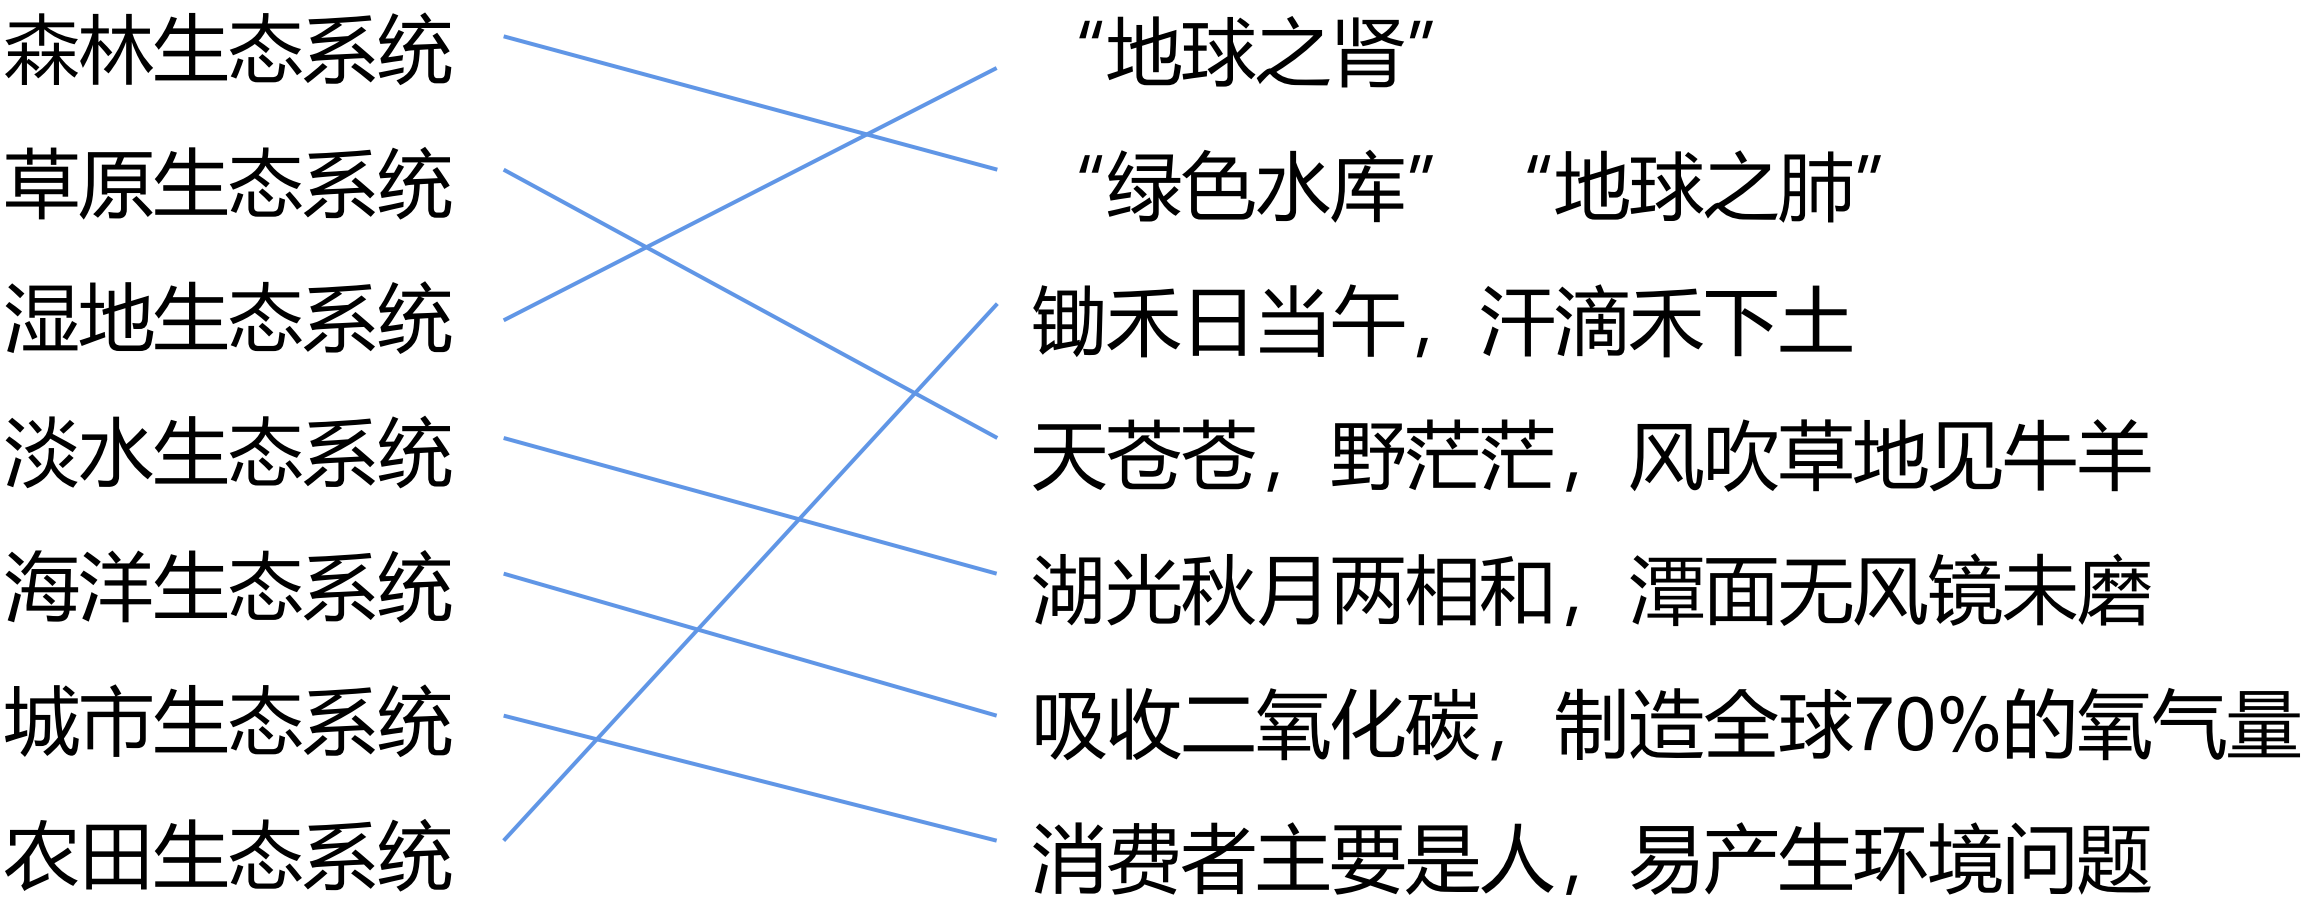 森林生态系统 “地球之肾”
草原生态系统 “绿色水库” “地球之肺”
湿地生态系统 锄禾日当午，汗滴禾下土
淡水生态系统 天苍苍，野茫茫，风吹草地见牛羊
海洋生态系统 湖光秋月两相和，潭面无风镜未磨
城市生态系统 吸收二氧化碳，制造全球70%的氧气量
农田生态系统 消费者主要是人，易产生环境问题